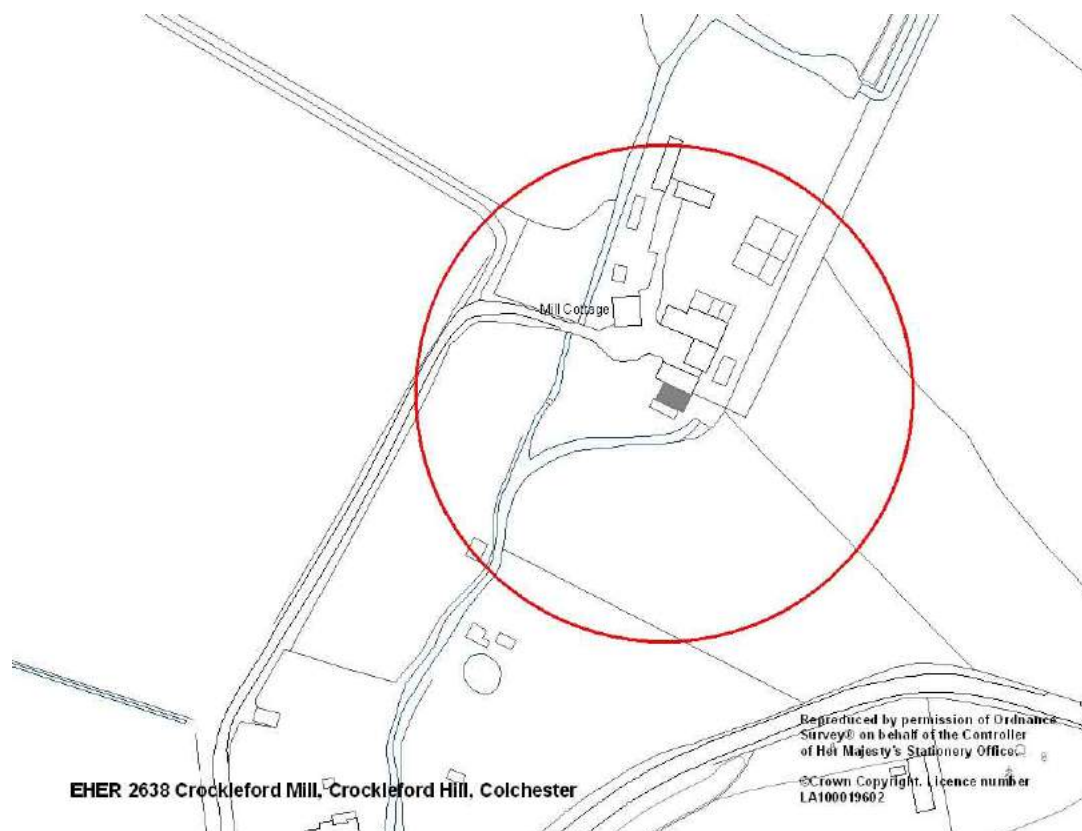 Mill Cottage
Reproduced by permission of Ordnance
Survey® on behalf of the Controller
of Her Majesty's Stationery Office.
©Crown Copyright. Licence number
LA100019602
EHER 2638 Crockleford Mill, Crockleford Hill, Colchester